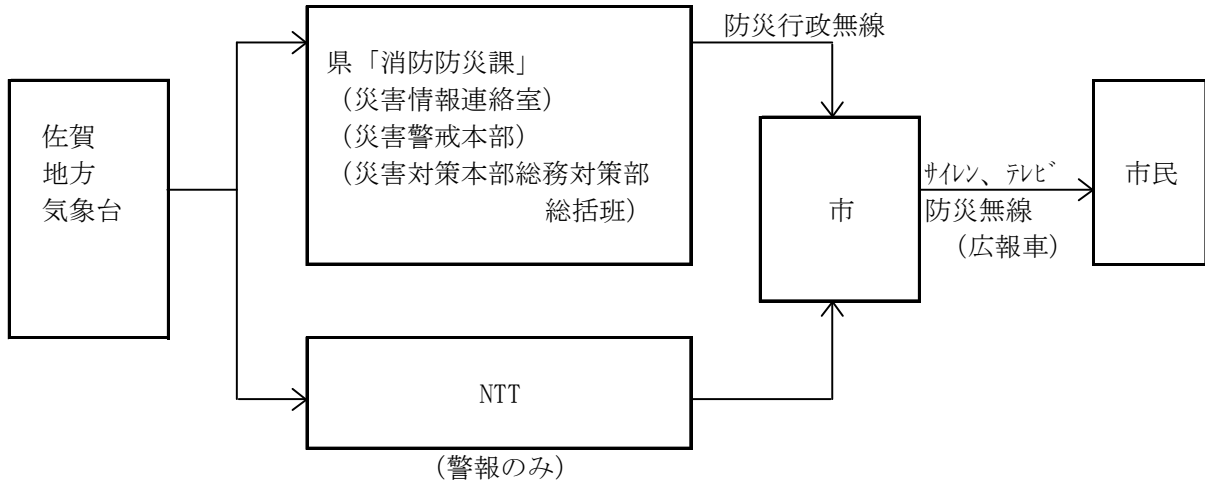 佐賀
地方
気象台
県「消防防災課」
（災害情報連絡室）
（災害警戒本部）
（災害対策本部総務対策部
総括班）
防災行政無線
NTT
（警報のみ）
市
ｻｲﾚﾝ、ﾃﾚﾋﾞ
防災無線
（広報車）
市民